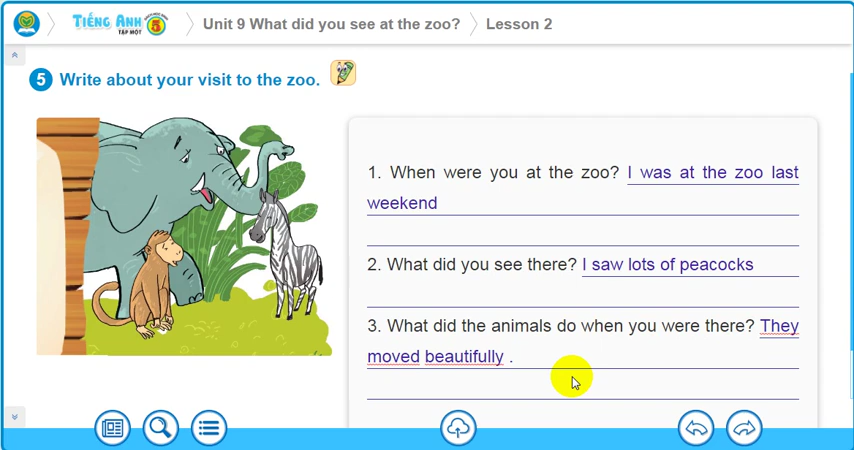 TIẾNG ANH 5
TẬP MỘT
Unit 9 What did you see at the zoo?
Lesson 2
5 Write about your visit to the zoo.
1. When were you at the zoo? I was at the zoo last
weekend
2. What did you see there? I saw lots of peacocks
3. What did the animals do when you were there? They
moved beautifully .